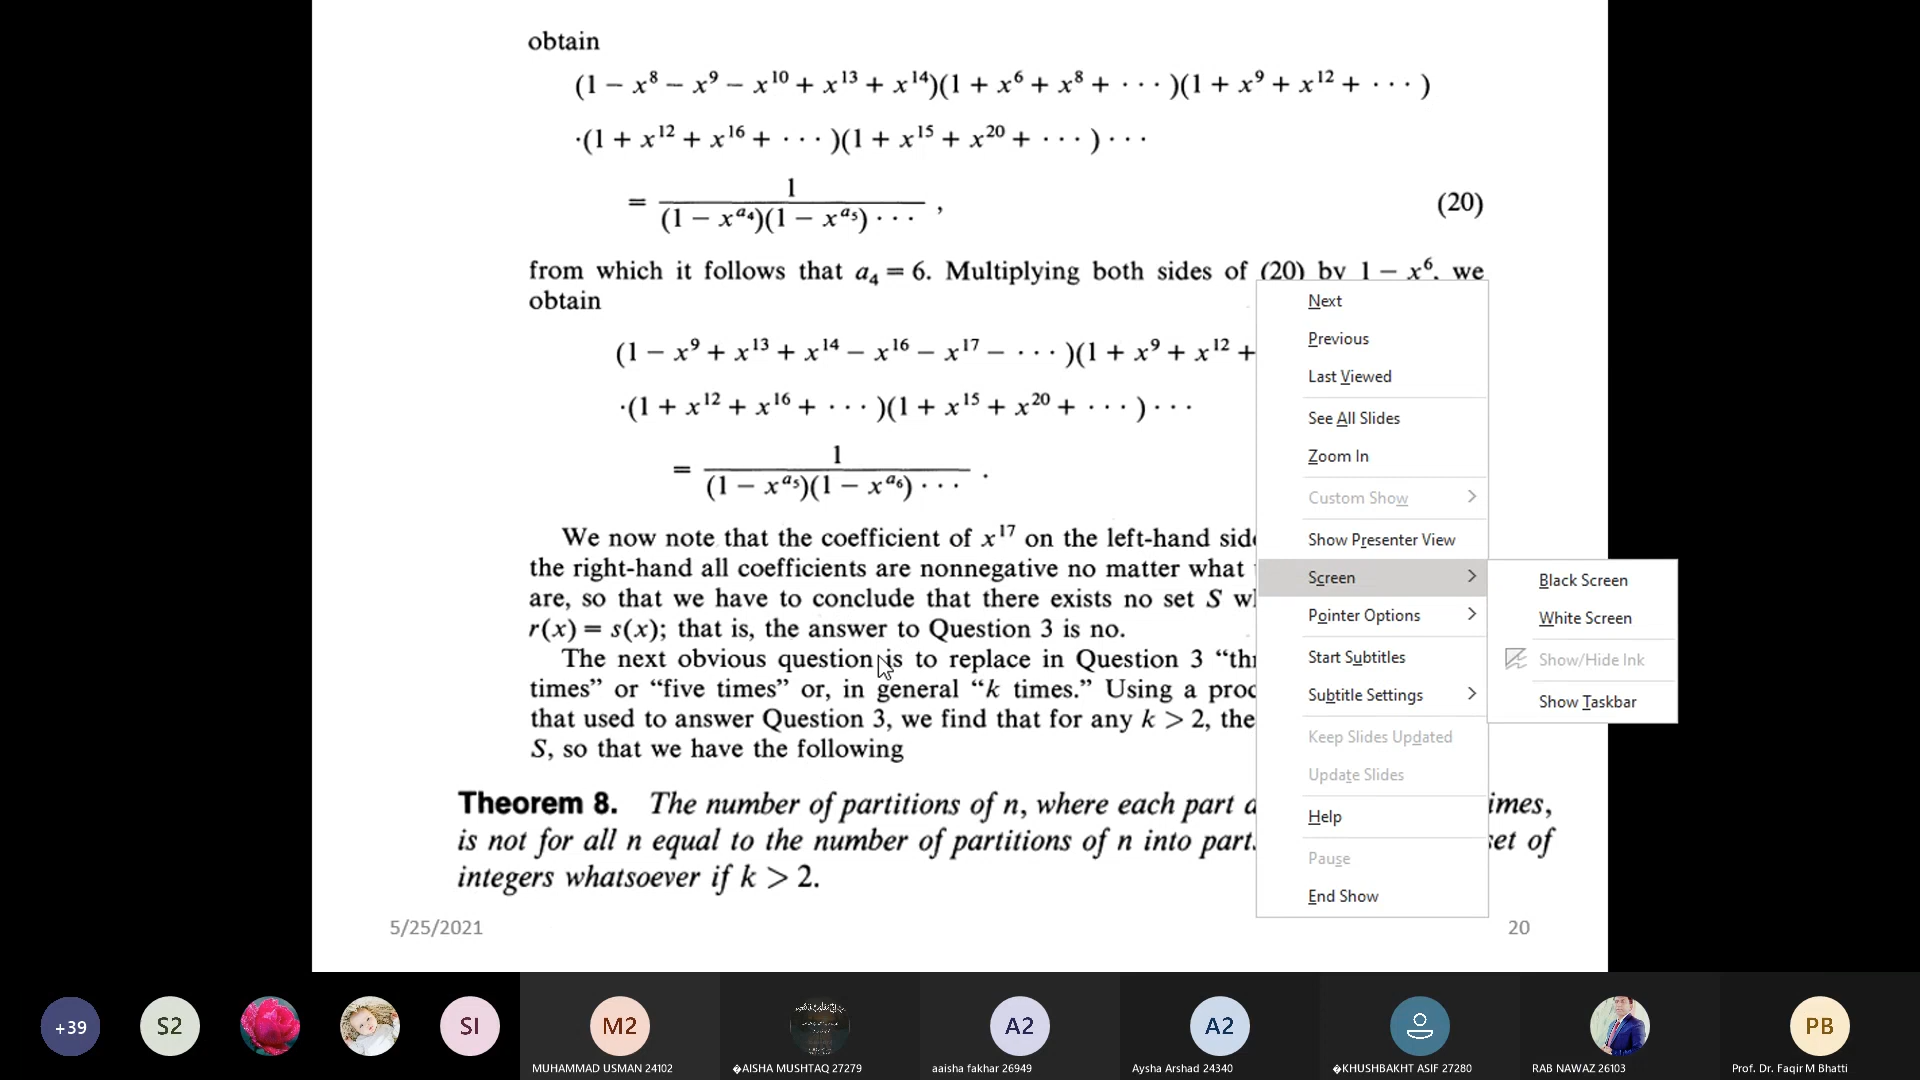 obtain
(1 − x⁸ − x⁹ − x¹⁰ + x¹³ + x¹⁴)(1 + x⁶ + x⁸ + · · · )(1 + x⁹ + x¹² + · · · )
·(1 + x¹² + x¹⁶ + · · · )(1 + x¹⁵ + x²⁰ + · · · ) · · ·
= 1 / (1 − x^{a₄})(1 − x^{a₅}) · · · , (20)
from which it follows that a₄ = 6. Multiplying both sides of (20) by 1 − x⁶, we
obtain
(1 − x⁹ + x¹³ + x¹⁴ − x¹⁶ − x¹⁷ − · · · )(1 + x⁹ + x¹² +
·(1 + x¹² + x¹⁶ + · · · )(1 + x¹⁵ + x²⁰ + · · · ) · · ·
= 1 / (1 − x^{a₅})(1 − x^{a₆}) · · · .
We now note that the coefficient of x¹⁷ on the left-hand
the right-hand all coefficients are nonnegative no matter what
are, so that we have to conclude that there exists no set S
r(x) = s(x); that is, the answer to Question 3 is no.
The next obvious question is to replace in Question 3
times” or “five times” or, in general “k times.” Using a
that used to answer Question 3, we find that for any k > 2,
S, so that we have the following
Theorem 8. The number of partitions of n, where each part
is not for all n equal to the number of partitions of n into
set of
integers whatsoever if k > 2.
5/25/2021
20
Next
Previous
Last Viewed
See All Slides
Zoom In
Custom Show
Show Presenter View
Screen
Pointer Options
Start Subtitles
Subtitle Settings
Keep Slides Updated
Update Slides
Help
Pause
End Show
Black Screen
White Screen
Show/Hide Ink
Show Taskbar
+39
S2
SI
M2
A2
A2
PB
MUHAMMAD USMAN 24102
�AISHA MUSHTAQ 27279
aaisha fakhar 26949
Aysha Arshad 24340
�KHUSHBAKHT ASIF 27280
RAB NAWAZ 26103
Prof. Dr. Faqir M Bhatti